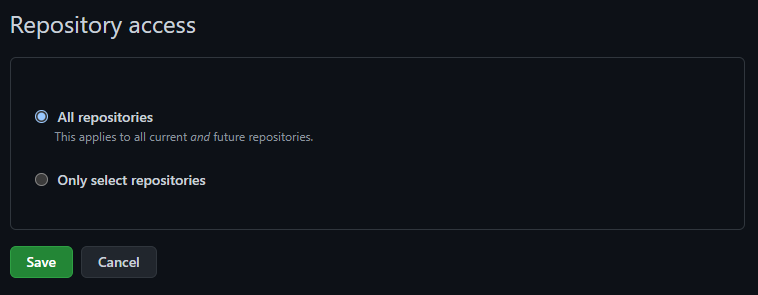 Repository access
All repositories
This applies to all current and future repositories.
Only select repositories
Save
Cancel